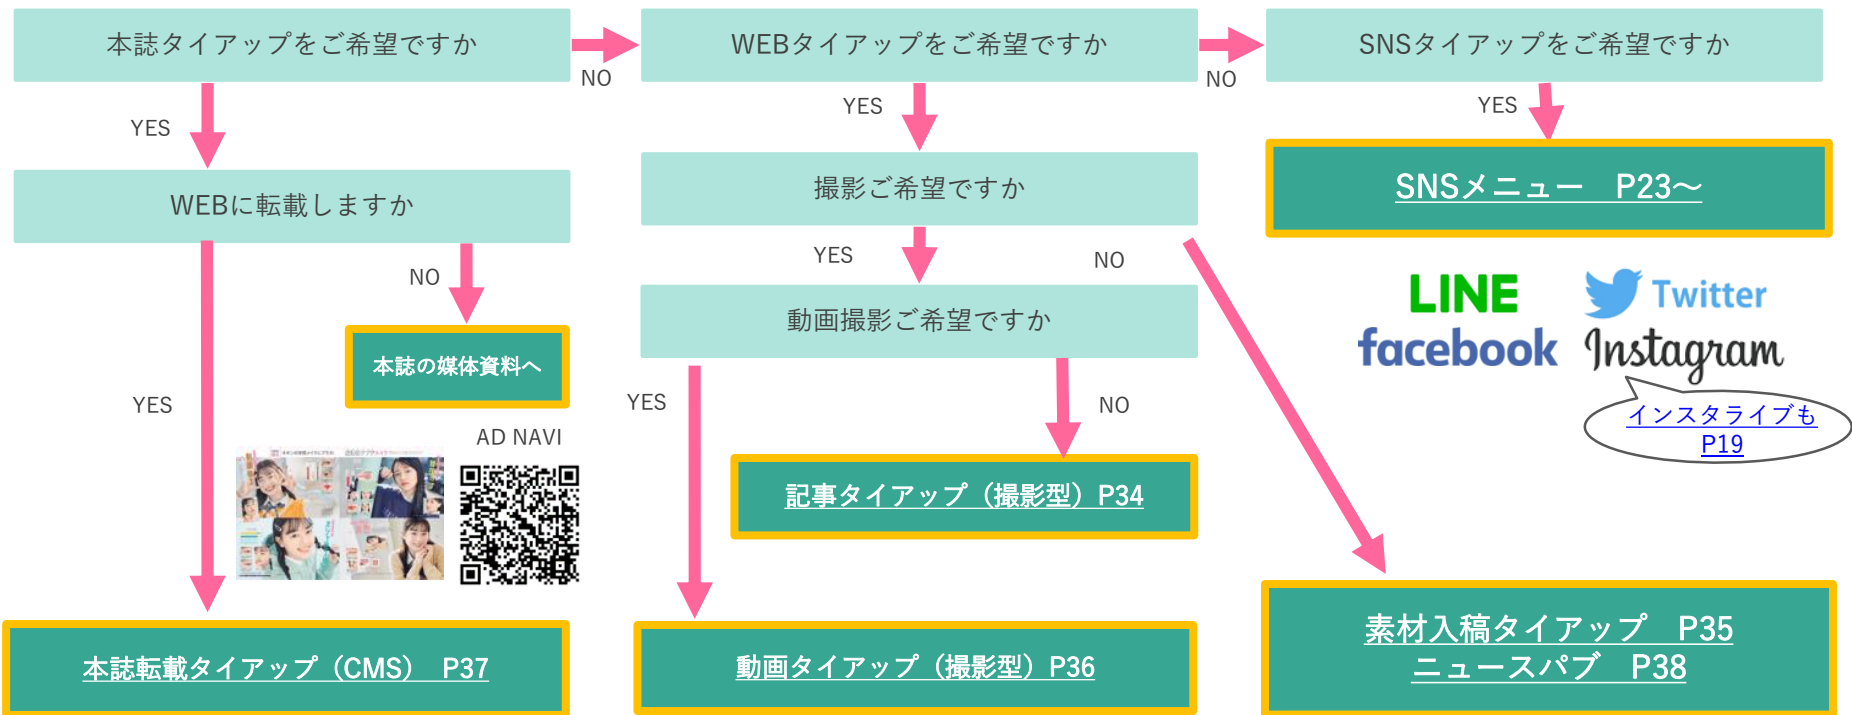 本誌タイアップをご希望ですか
NO
WEBタイアップをご希望ですか
NO
SNSタイアップをご希望ですか
YES
WEBに転載しますか
NO
本誌の媒体資料へ
YES
AD NAVI
本誌転載タイアップ（CMS）　P37
YES
撮影ご希望ですか
YES
NO
動画撮影ご希望ですか
YES
NO
記事タイアップ（撮影型）P34
動画タイアップ（撮影型）P36
YES
SNSメニュー　P23～
LINE
Twitter
facebook
Instagram
インスタライブも
P19
素材入稿タイアップ　P35
ニュースパブ　P38